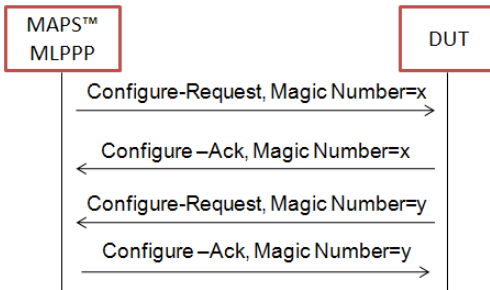 MAPS™
MLPPP
DUT
Configure-Request, Magic Number=x
Configure –Ack, Magic Number=x
Configure-Request, Magic Number=y
Configure –Ack, Magic Number=y